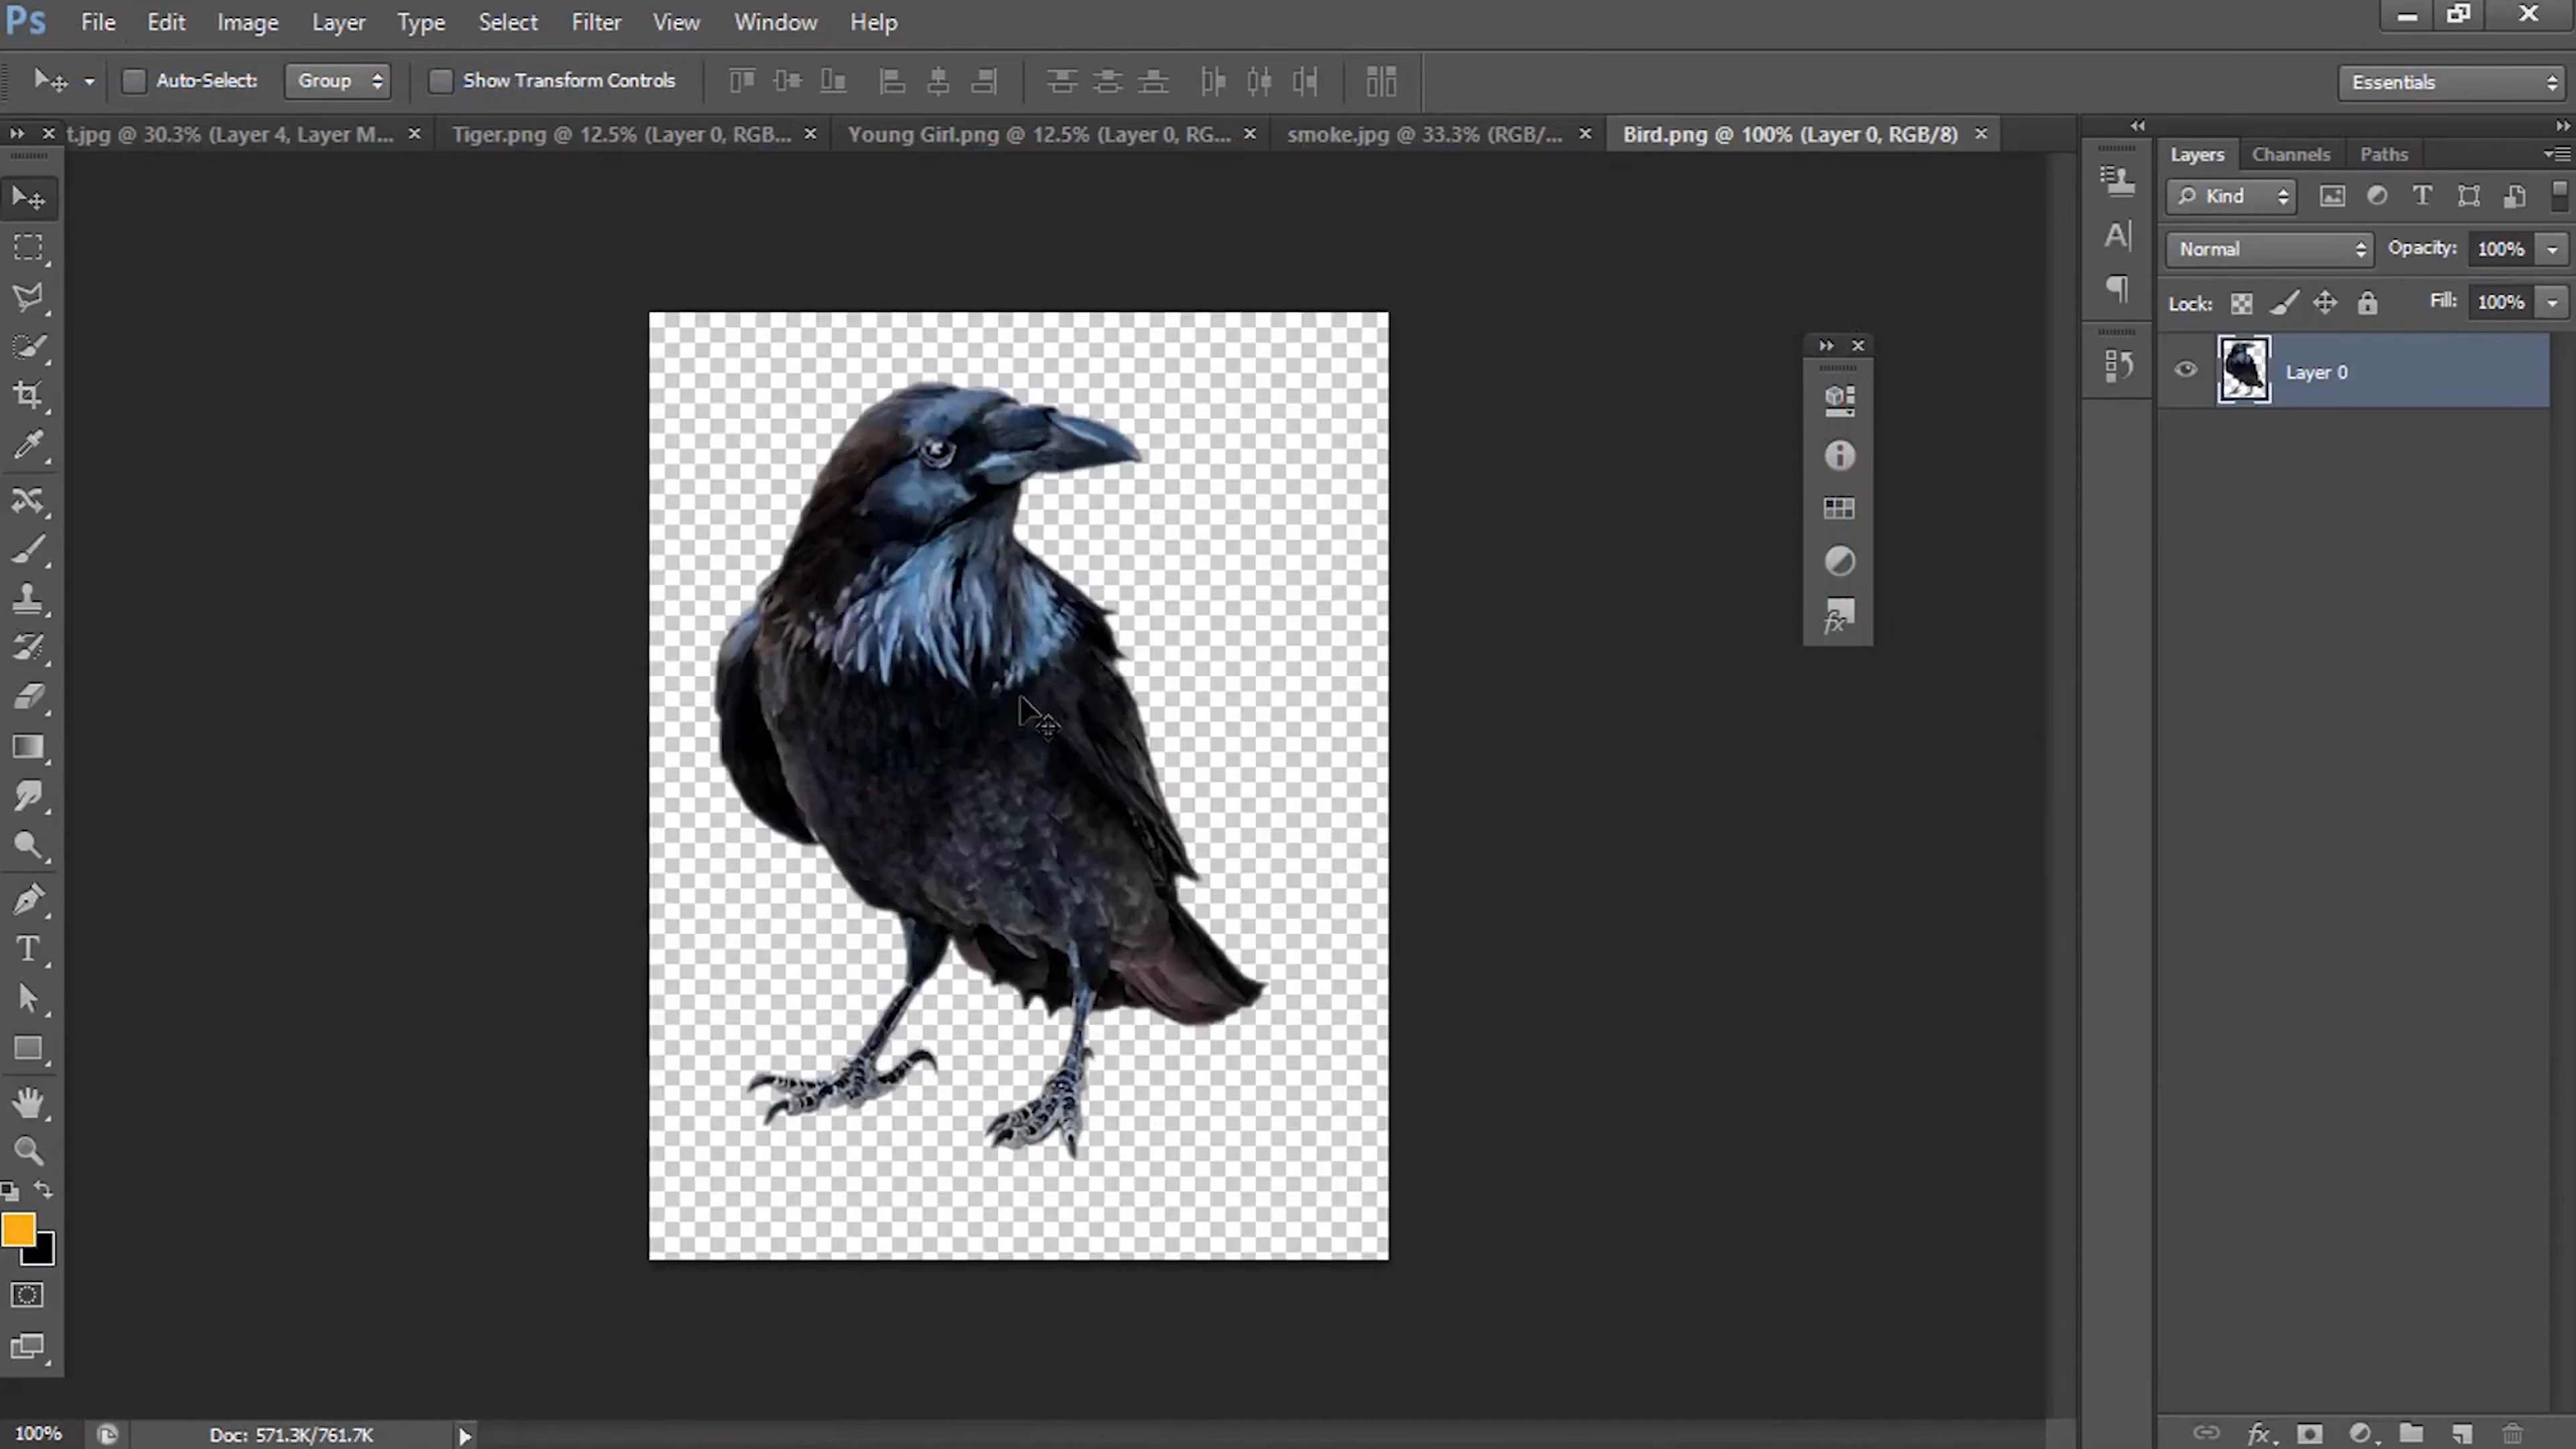 Ps File Edit Image Layer Type Select Filter View Window Help
Auto-Select: Group Show Transform Controls Essentials
t.jpg @ 30.3% (Layer 4, Layer M... Tiger.png @ 12.5% (Layer 0, RGB... Young Girl.png @ 12.5% (Layer 0, RG... smoke.jpg @ 33.3% (RGB/... Bird.png @ 100% (Layer 0, RGB/8)
Layers Channels Paths
Kind
Normal Opacity: 100%
Lock: Fill: 100%
Layer 0
100% Doc: 571.3K/761.7K